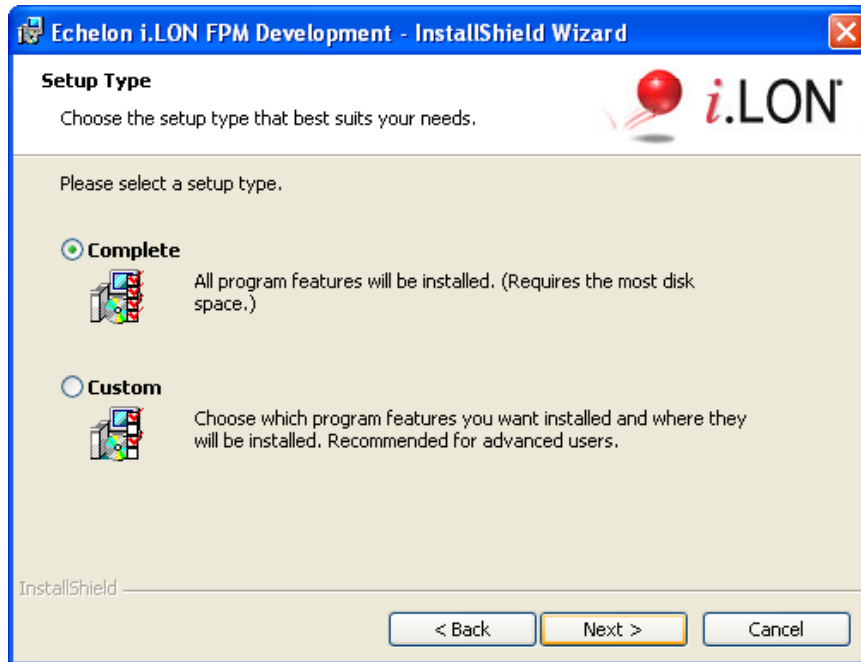 Echelon i.LON FPM Development - InstallShield Wizard
Setup Type
Choose the setup type that best suits your needs.
i.LON
Please select a setup type.
Complete
All program features will be installed. (Requires the most disk
space.)
Custom
Choose which program features you want installed and where they
will be installed. Recommended for advanced users.
InstallShield
< Back
Next >
Cancel